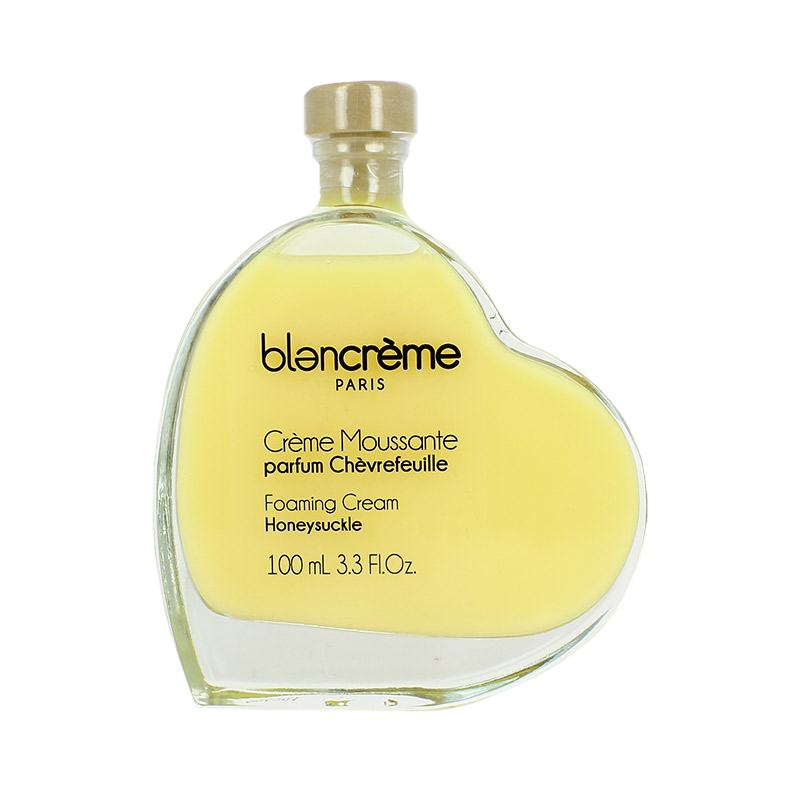 blancrème
PARIS
Crème Moussante
parfum Chèvrefeuille
Foaming Cream
Honeysuckle
100 mL 3.3 Fl.Oz.